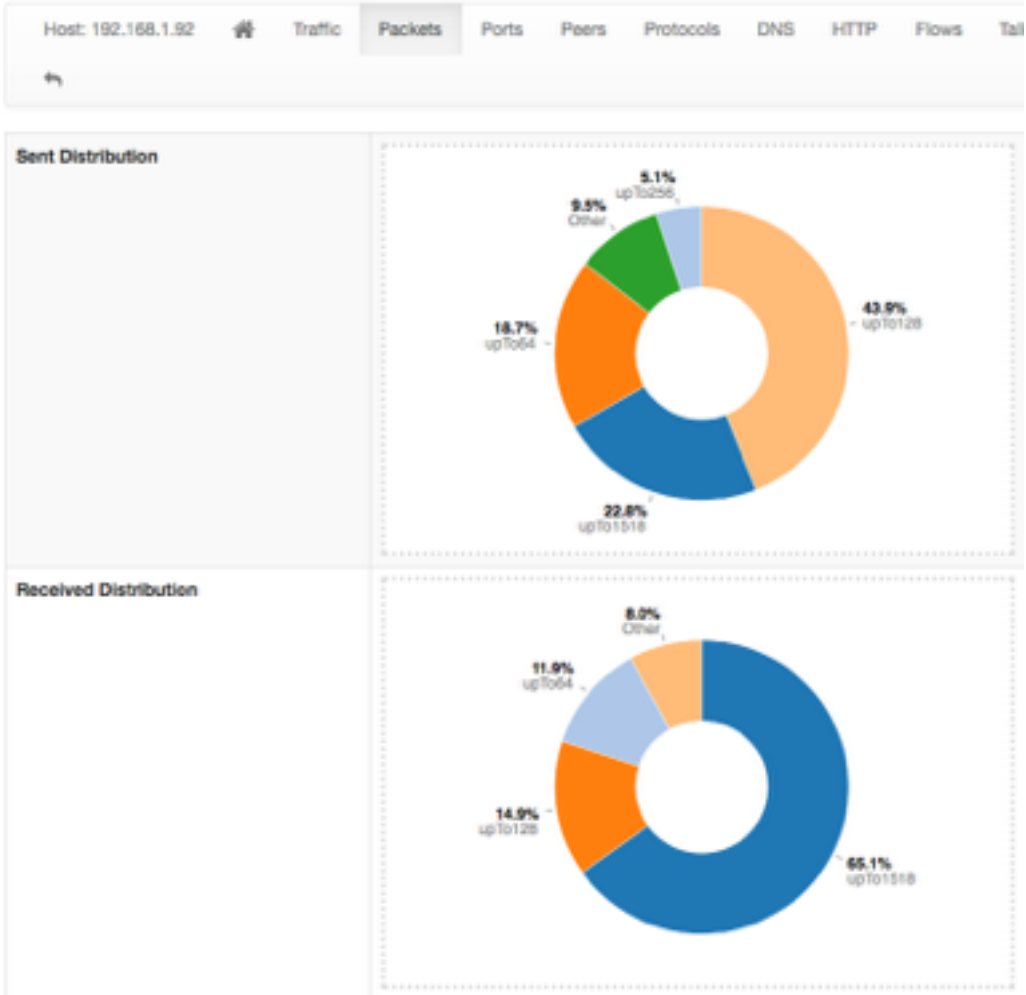 Host: 192.168.1.92 Traffic Packets Ports Peers Protocols DNS HTTP Flows
Sent Distribution
5.1%
upTo256
9.5%
Other
43.9%
upTo128
18.7%
upTo64
22.8%
upTo1518
Received Distribution
8.0%
Other
11.9%
upTo64
14.9%
upTo128
65.1%
upTo1518